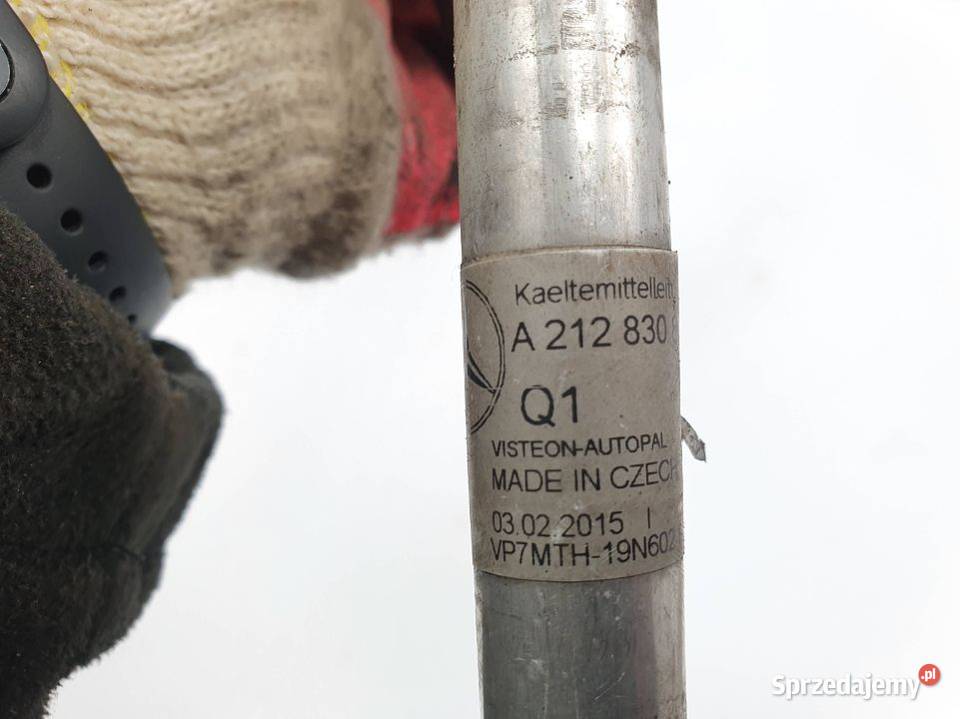 Kaeltemittelleit
A 212 830
Q1
VISTEON-AUTOPAL
MADE IN CZECH
03.02.2015 I
VP7MTH-19N602
Sprzedajemy.pl